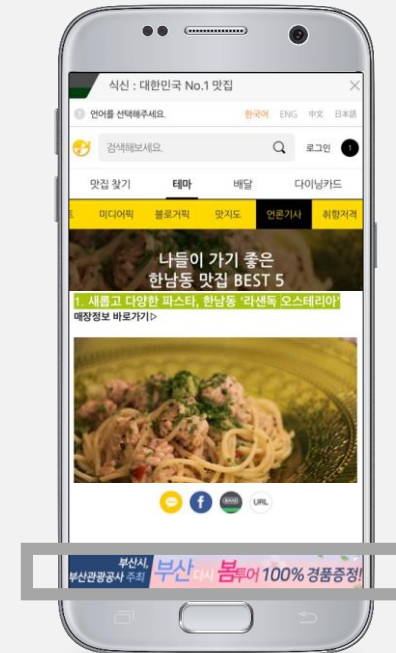 식신 : 대한민국 No.1 맛집
언어를 선택해주세요. 한국어 ENG 中文 日本語
검색해보세요. 로그인 1
맛집 찾기 테마 배달 다이닝카드
트 미디어픽 블로거픽 맛지도 언론기사 취향저격
나들이 가기 좋은
한남동 맛집 BEST 5
1. 새롭고 다양한 파스타, 한남동 ‘라샌독 오스테리아’
매장정보 바로가기▷
BAND URL
부산시,
부산관광공사 주최 부산 다시 봄투어 100% 경품증정!